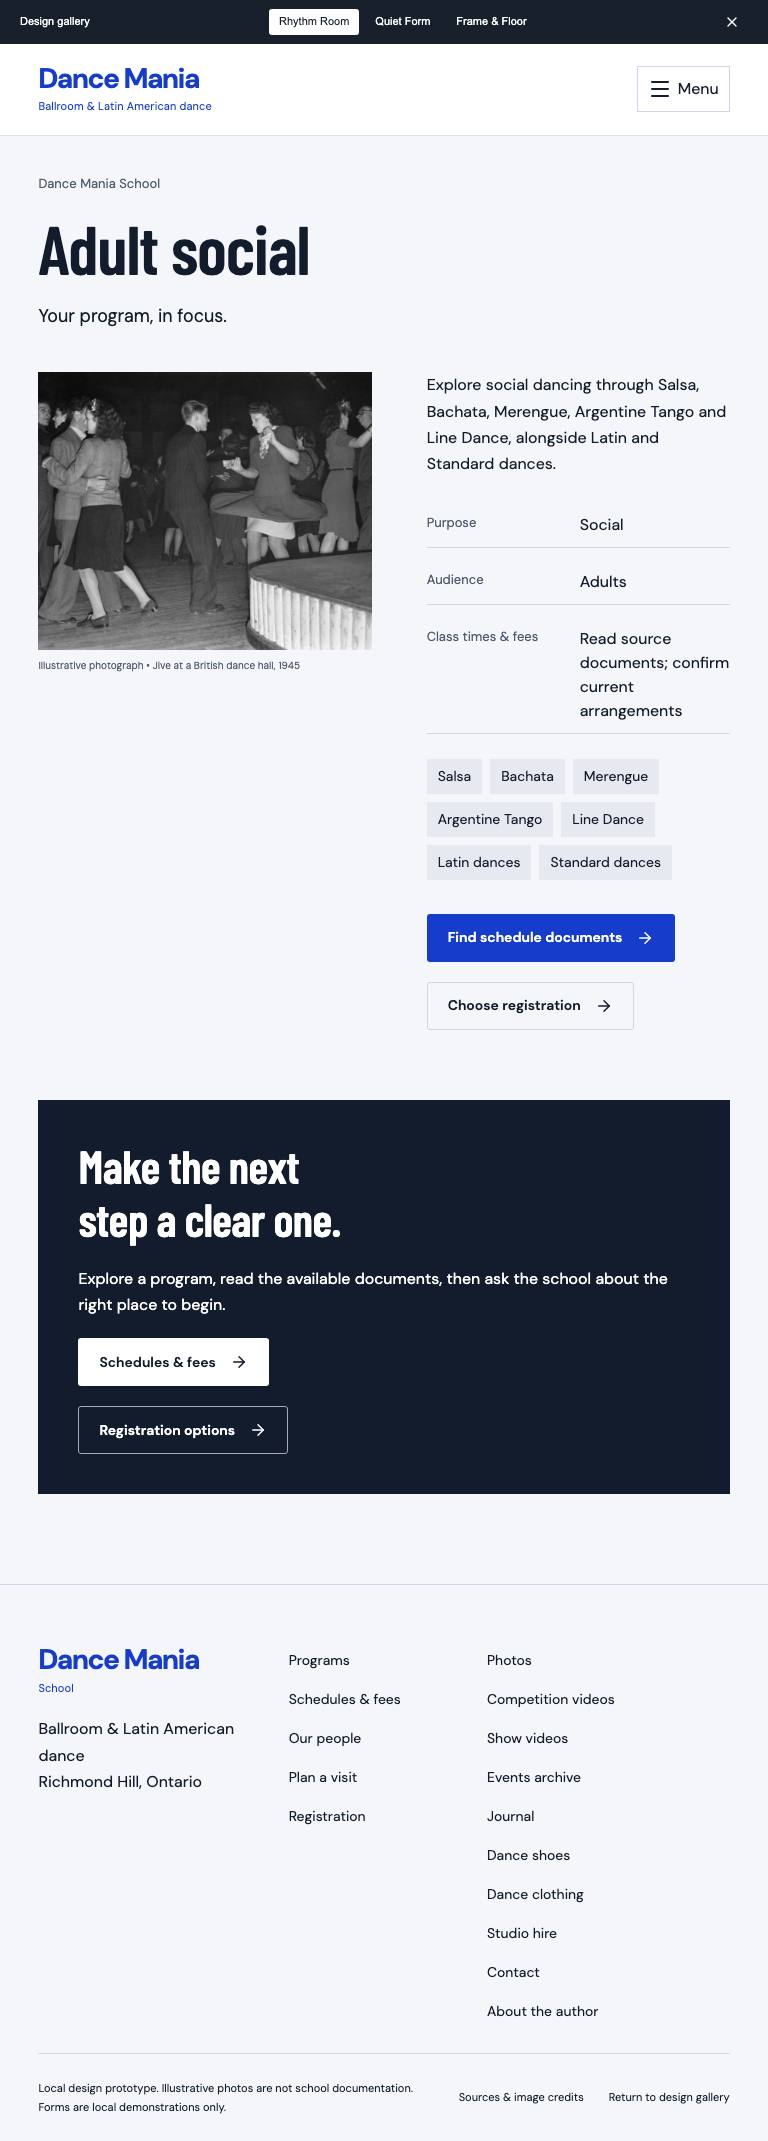 Design gallery
Rhythm Room
Quiet Form
Frame & Floor
Dance Mania
Ballroom & Latin American dance
Menu
Dance Mania School
Adult social
Your program, in focus.
Illustrative photograph • Jive at a British dance hall, 1945
Explore social dancing through Salsa,
Bachata, Merengue, Argentine Tango and
Line Dance, alongside Latin and
Standard dances.
Purpose
Social
Audience
Adults
Class times & fees
Read source
documents; confirm
current
arrangements
Salsa
Bachata
Merengue
Argentine Tango
Line Dance
Latin dances
Standard dances
Find schedule documents
Choose registration
Make the next
step a clear one.
Explore a program, read the available documents, then ask the school about the
right place to begin.
Schedules & fees
Registration options
Dance Mania
School
Ballroom & Latin American
dance
Richmond Hill, Ontario
Programs
Schedules & fees
Our people
Plan a visit
Registration
Photos
Competition videos
Show videos
Events archive
Journal
Dance shoes
Dance clothing
Studio hire
Contact
About the author
Local design prototype. Illustrative photos are not school documentation.
Forms are local demonstrations only.
Sources & image credits
Return to design gallery